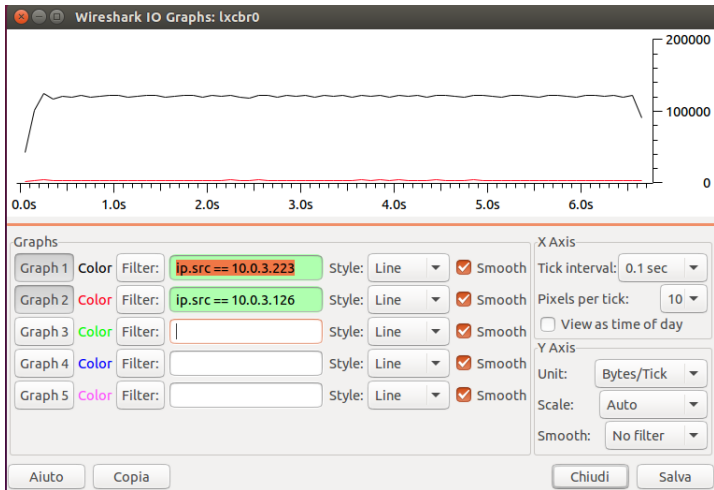 Wireshark IO Graphs: lxcbr0
200000
100000
0
0.0s 1.0s 2.0s 3.0s 4.0s 5.0s 6.0s
Graphs
Graph 1 Color Filter: ip.src == 10.0.3.223 Style: Line Smooth
Graph 2 Color Filter: ip.src == 10.0.3.126 Style: Line Smooth
Graph 3 Color Filter: Style: Line Smooth
Graph 4 Color Filter: Style: Line Smooth
Graph 5 Color Filter: Style: Line Smooth
X Axis
Tick interval: 0.1 sec
Pixels per tick: 10
View as time of day
Y Axis
Unit: Bytes/Tick
Scale: Auto
Smooth: No filter
Aiuto Copia Chiudi Salva